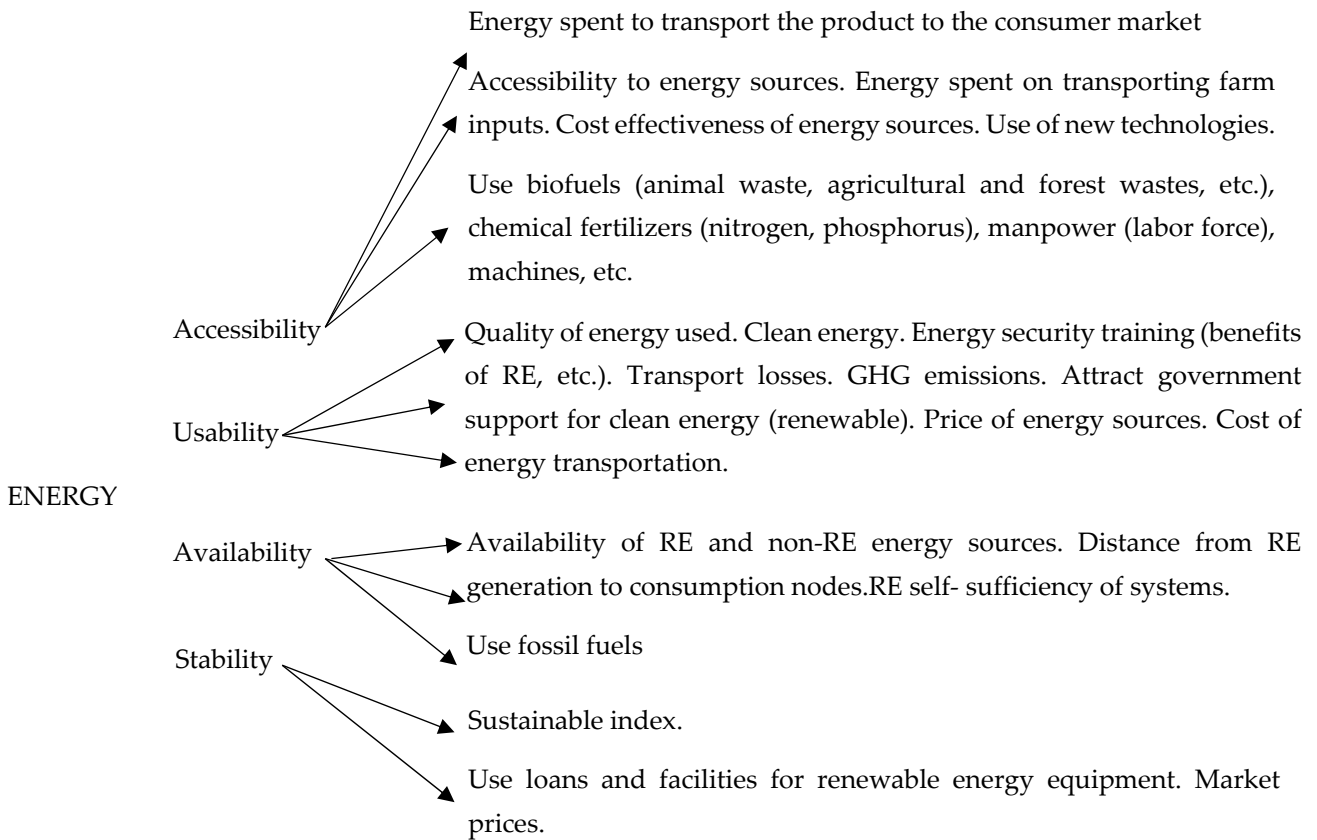 Energy spent to transport the product to the consumer market
Accessibility to energy sources. Energy spent on transporting farm
inputs. Cost effectiveness of energy sources. Use of new technologies.
Use biofuels (animal waste, agricultural and forest wastes, etc.),
chemical fertilizers (nitrogen, phosphorus), manpower (labor force),
machines, etc.
Accessibility
Quality of energy used. Clean energy. Energy security training (benefits
of RE, etc.). Transport losses. GHG emissions. Attract government
support for clean energy (renewable). Price of energy sources. Cost of
energy transportation.
Usability
ENERGY
Availability
Availability of RE and non-RE energy sources. Distance from RE
generation to consumption nodes.RE self- sufficiency of systems.
Use fossil fuels
Stability
Sustainable index.
Use loans and facilities for renewable energy equipment. Market
prices.